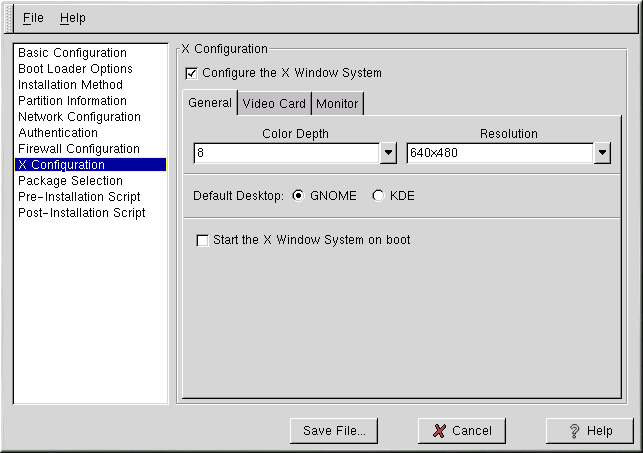 File Help
Basic Configuration
Boot Loader Options
Installation Method
Partition Information
Network Configuration
Authentication
Firewall Configuration
X Configuration
Package Selection
Pre-Installation Script
Post-Installation Script
X Configuration
Configure the X Window System
General Video Card Monitor
Color Depth Resolution
8 640x480
Default Desktop: GNOME KDE
Start the X Window System on boot
Save File... Cancel Help